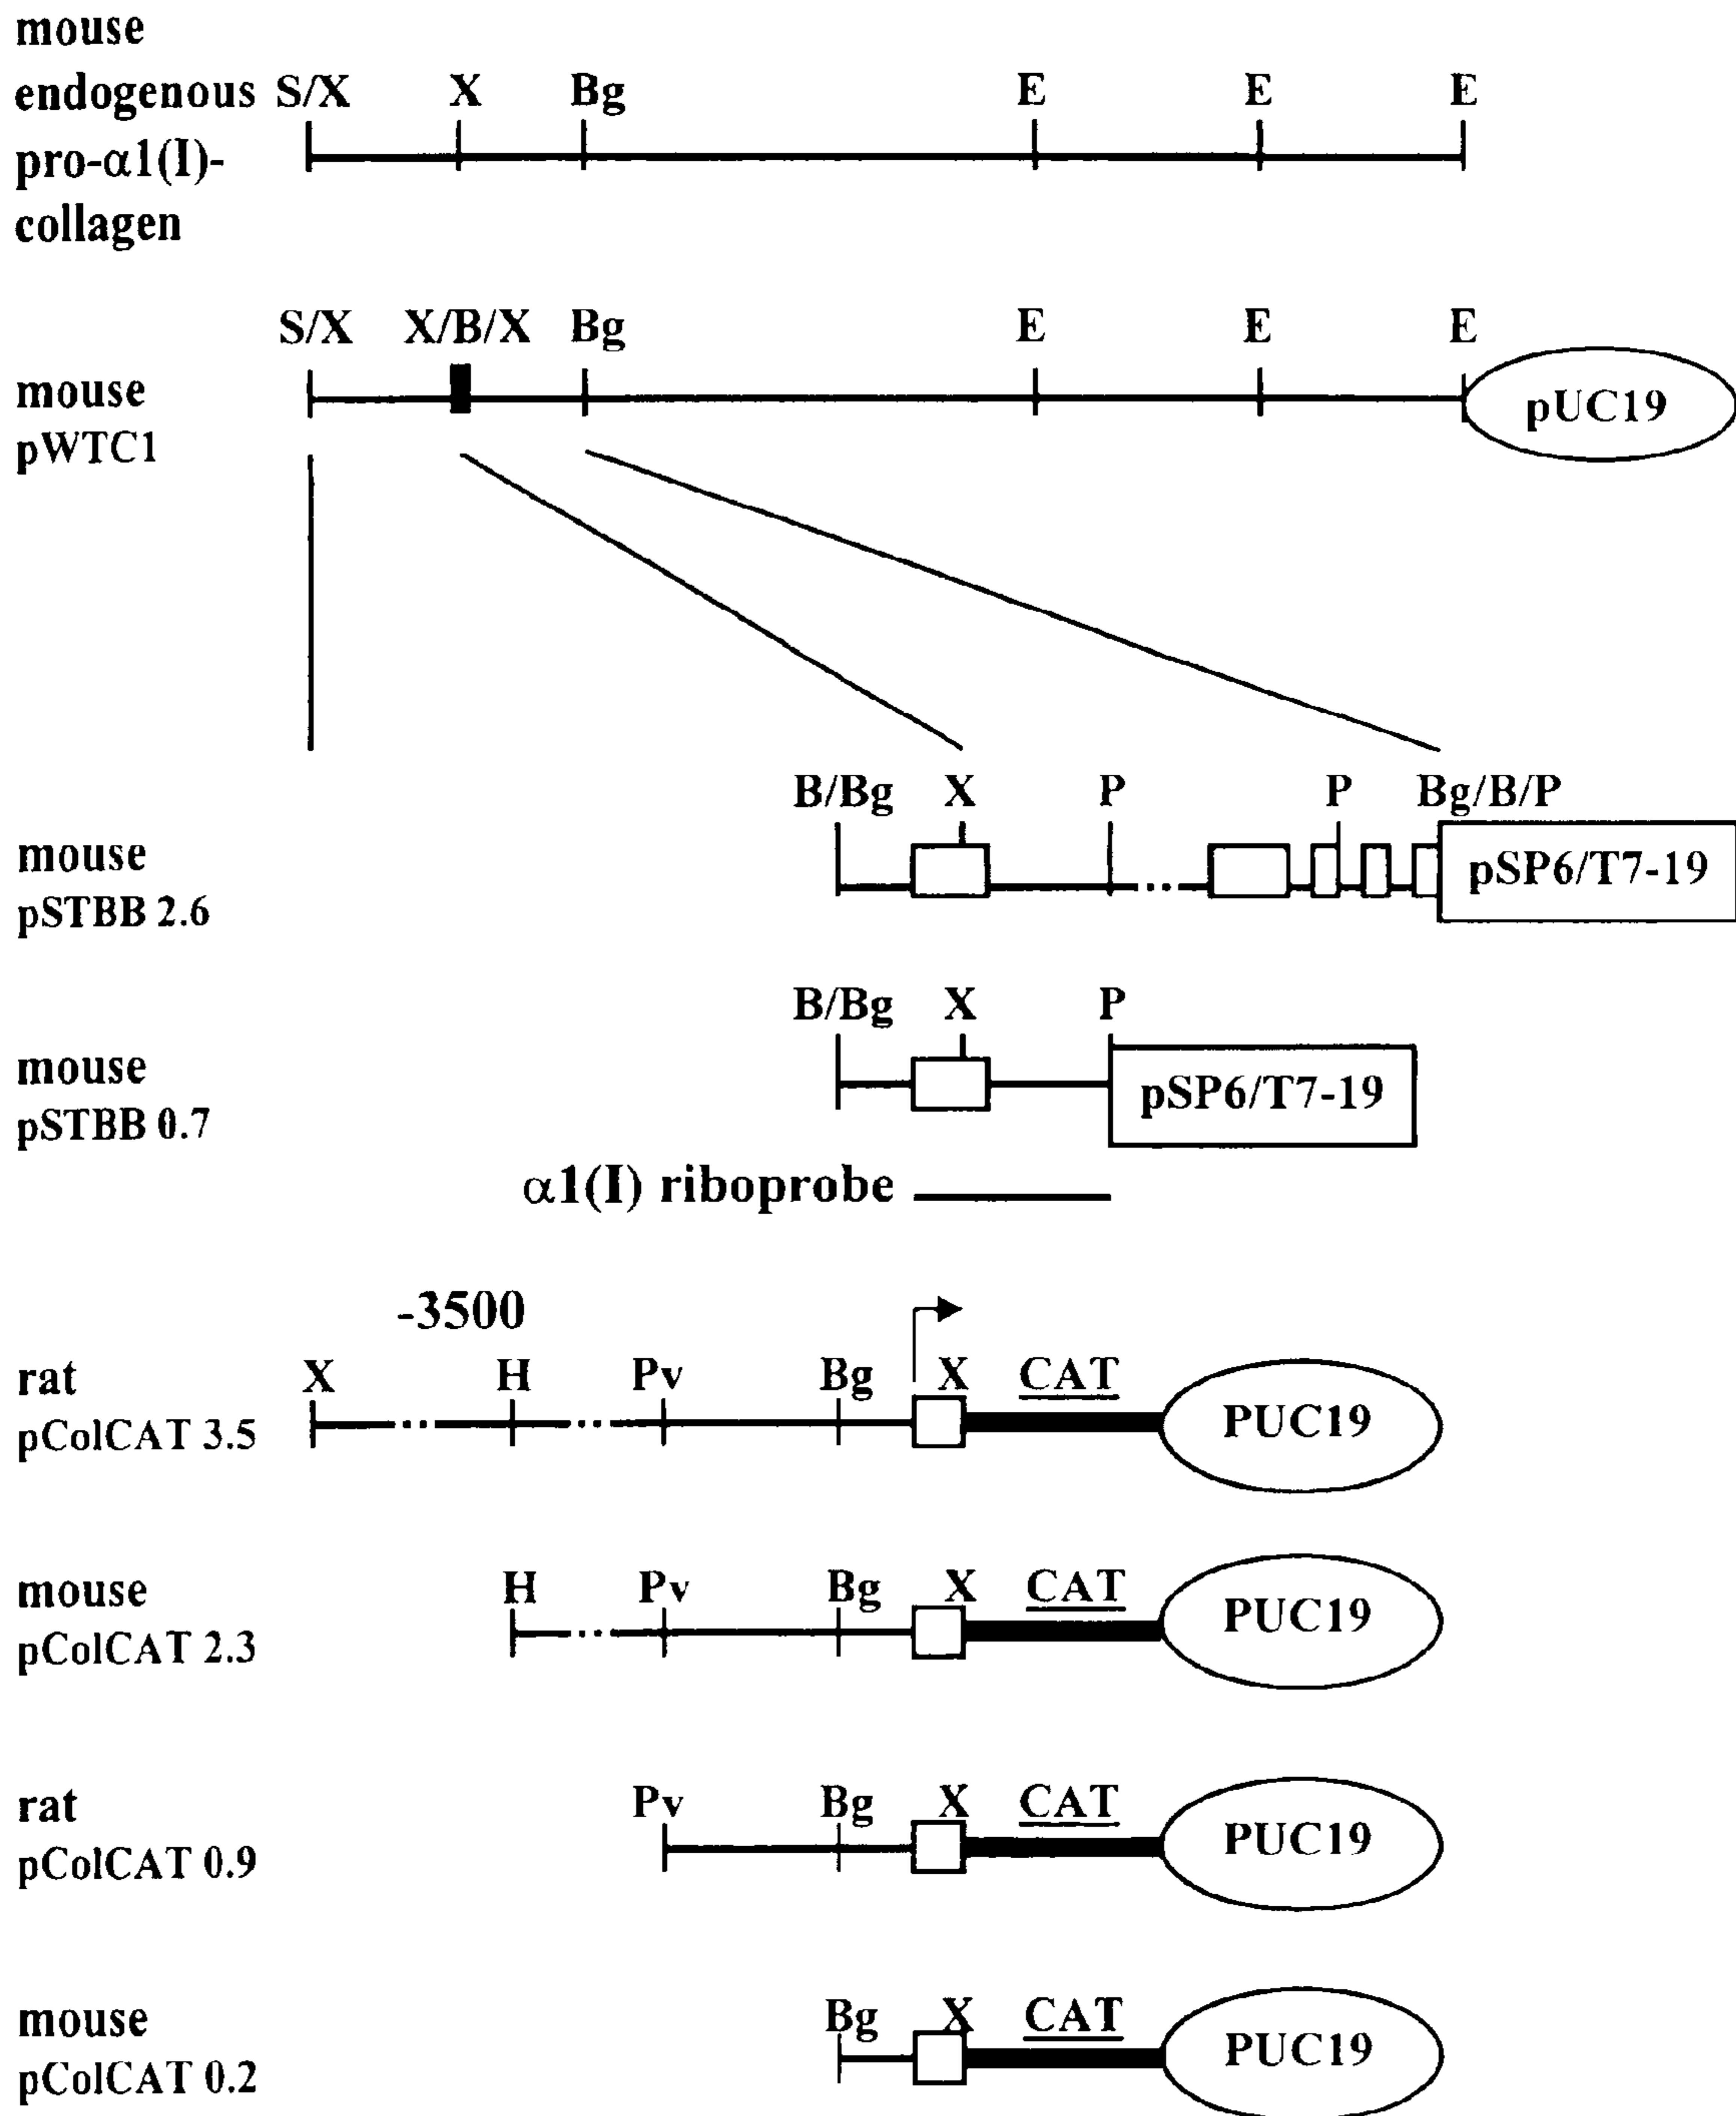 mouse
endogenous S/X X Bg E E E
pro-α1(I)-
collagen
S/X X/B/X Bg E E E
mouse
pWTC1
pUC19
B/Bg X P P Bg/B/P
mouse
pSTBB 2.6
pSP6/T7-19
B/Bg X P
mouse
pSTBB 0.7
pSP6/T7-19
α1(I) riboprobe
-3500
rat X H Pv Bg X CAT
pColCAT 3.5
PUC19
mouse H Pv Bg X CAT
pColCAT 2.3
PUC19
rat Pv Bg X CAT
pColCAT 0.9
PUC19
mouse Bg X CAT
pColCAT 0.2
PUC19